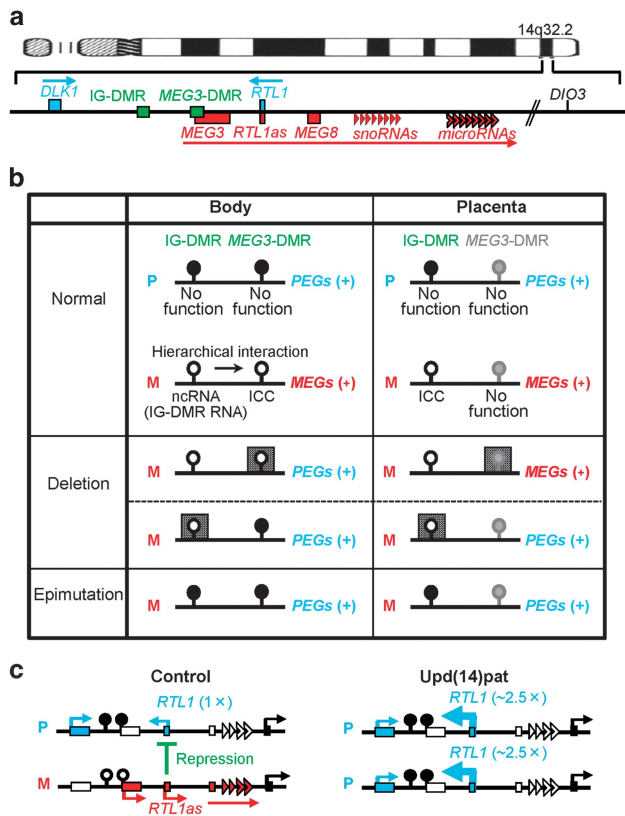 a
14q32.2
DLK1
IG-DMR
MEG3-DMR
RTL1
DIO3
MEG3
RTL1as
MEG8
snoRNAs
microRNAs
b
Body
Placenta
Normal
IG-DMR MEG3-DMR
IG-DMR MEG3-DMR
P
No function
No function
PEGs (+)
P
No function
No function
PEGs (+)
Hierarchical interaction
M
ncRNA
(IG-DMR RNA)
ICC
MEGs (+)
M
ICC
No function
MEGs (+)
Deletion
M
PEGs (+)
M
MEGs (+)
M
PEGs (+)
M
PEGs (+)
Epimutation
M
PEGs (+)
M
PEGs (+)
c
Control
Upd(14)pat
P
RTL1 (1×)
Repression
M
RTL1as
P
RTL1 (~2.5×)
P
RTL1 (~2.5×)